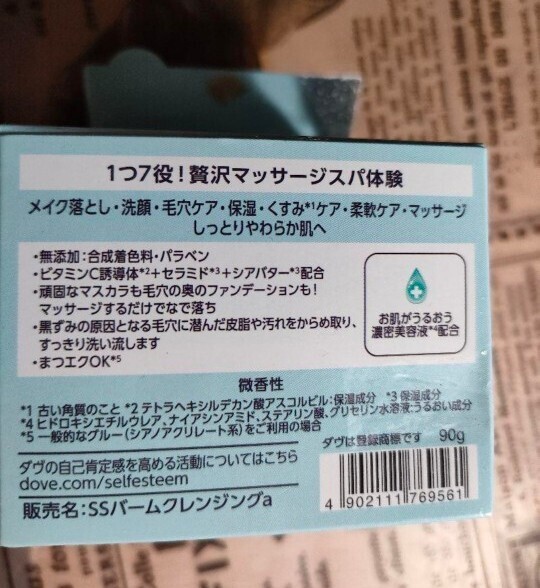 1つ7役!贅沢マッサージスパ体験
メイク落とし・洗顔・毛穴ケア・保湿・くすみ*1ケア・柔軟ケア・マッサージ
しっとりやわらか肌へ
・無添加:合成着色料・パラベン
・ビタミンC誘導体*2+セラミド*3+シアバター*3配合
・頑固なマスカラも毛穴の奥のファンデーションも!
マッサージするだけでなで落ち
・黒ずみの原因となる毛穴に潜んだ皮脂や汚れをからめ取り、
すっきり洗い流します
・まつエクOK*5
お肌がうるおう
濃密美容液*4配合
微香性
*1 古い角質のこと *2 テトラヘキシルデカン酸アスコルビル:保湿成分 *3 保湿成分
*4 ヒドロキシエチルウレア、ナイアシンアミド、ステアリン酸、グリセリン水溶液:うるおい成分
*5 一般的なグルー(シアノアクリレート系)をご利用の場合
ダヴは登録商標です 90g
ダヴの自己肯定感を高める活動についてはこちら
dove.com/selfesteem
販売名:SSバームクレンジングa
4 902111 769561